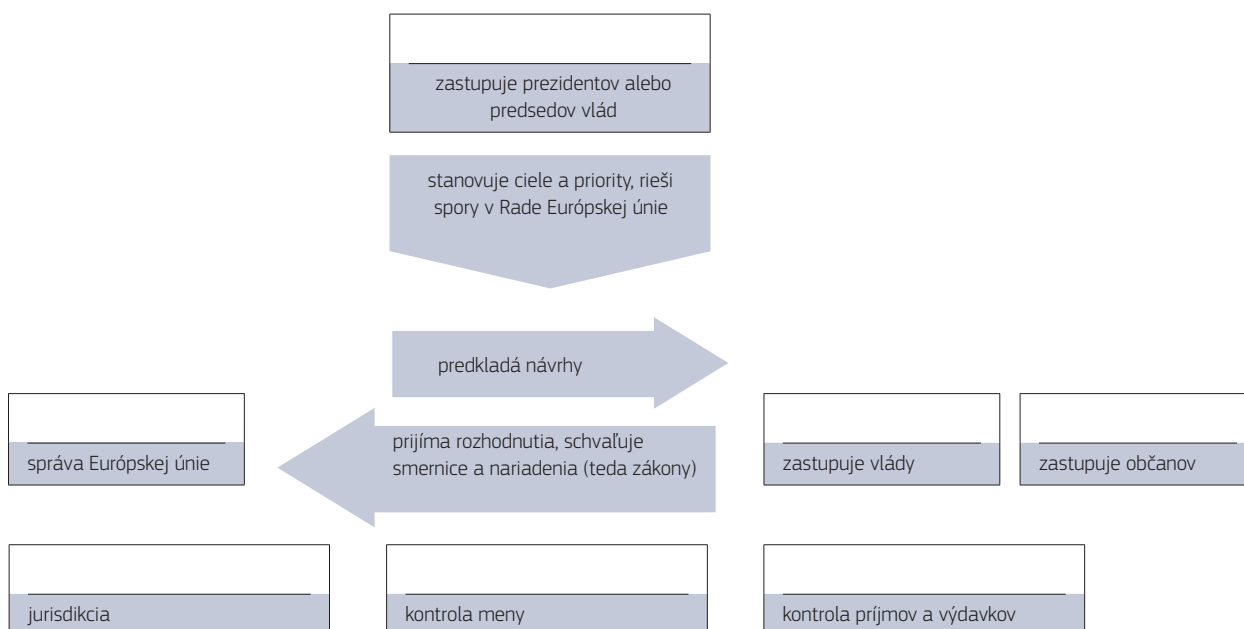 zastupuje prezidentov alebo
predsedov vlád
stanovuje ciele a priority, rieši
spory v Rade Európskej únie
predkladá návrhy
prijíma rozhodnutia, schvaľuje
smernice a nariadenia (teda zákony)
správa Európskej únie
zastupuje vlády
zastupuje občanov
jurisdikcia
kontrola meny
kontrola príjmov a výdavkov